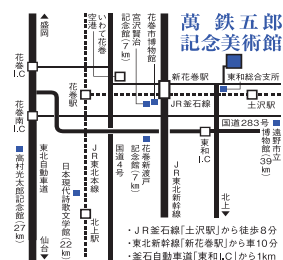 萬 鉄五郎
記念美術館
盛岡
いわて花巻
空港
宮沢賢治
記念館(7㎞)
花巻市博物館
花巻I.C
花巻駅
新花巻駅
東和総合支所
JR釜石線
土沢駅
花巻南I.C
国道283号
東和I.C
遠野市立
博物館(39㎞)
高村光太郎記念館(27㎞)
東北自動車道
日本現代
詩歌文学館(22㎞)
JR東北本線
北上駅
国道4号
花巻新渡戸
記念館(7㎞)
JR東北新幹線
北上
仙台
・JR釜石線「土沢駅」から徒歩8分
・東北新幹線「新花巻駅」から車10分
・釜石自動車道「東和I.C」から1km